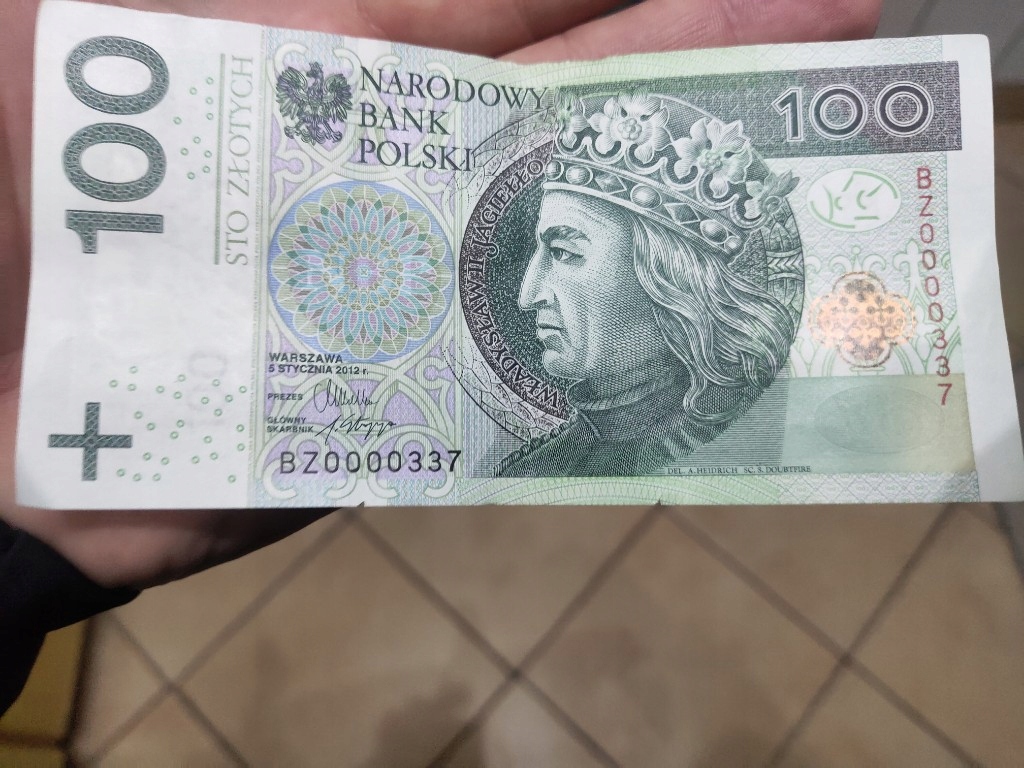 100
STO ZŁOTYCH
NARODOWY
BANK
POLSKI
100
WŁADYSŁAW II JAGIEŁŁO
BZ0000337
WARSZAWA
5 STYCZNIA 2012 r.
PREZES
GŁÓWNY
SKARBNIK
BZ0000337
DEL. A. HEIDRICH SC. S. DOUBTFIRE